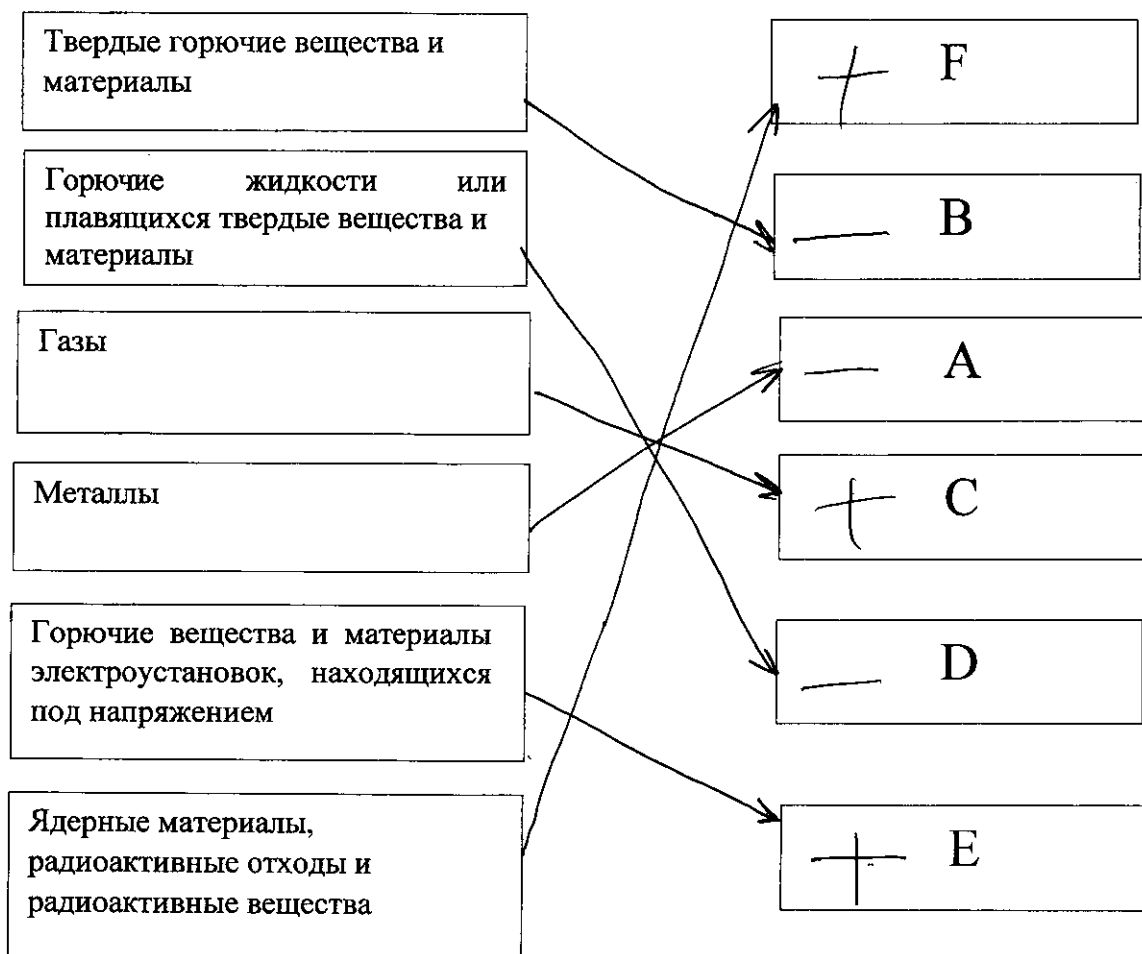 Твердые горючие вещества и
материалы
Горючие жидкости или
плавящихся твердые вещества и
материалы
Газы
Металлы
Горючие вещества и материалы
электроустановок, находящихся
под напряжением
Ядерные материалы,
радиоактивные отходы и
радиоактивные вещества
+ F
— B
— A
+ C
— D
+ E